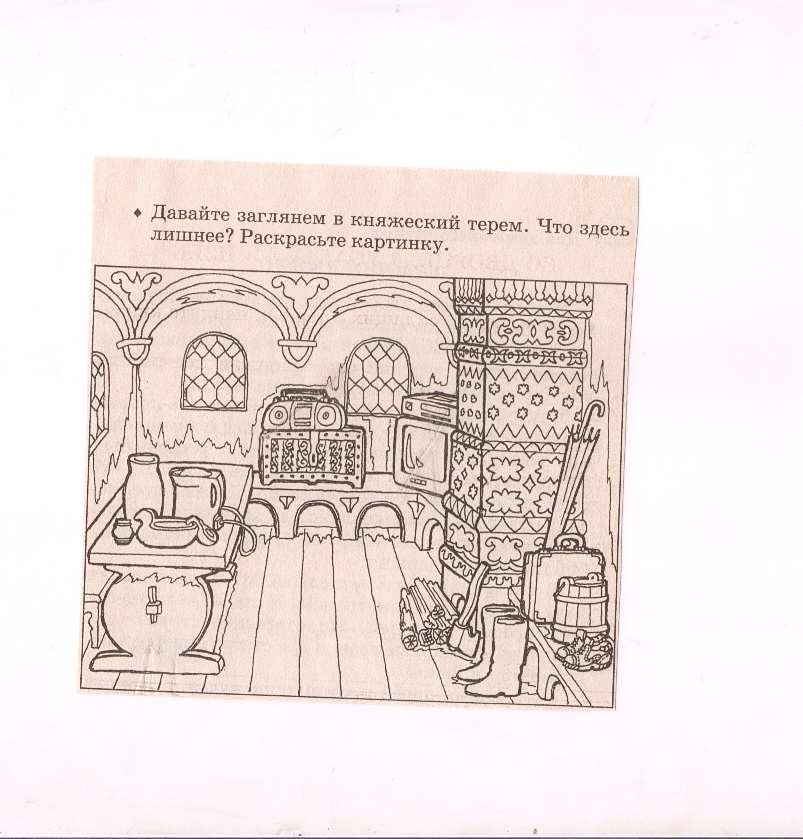 ♦ Давайте заглянем в княжеский терем. Что здесь
лишнее? Раскрасьте картинку.